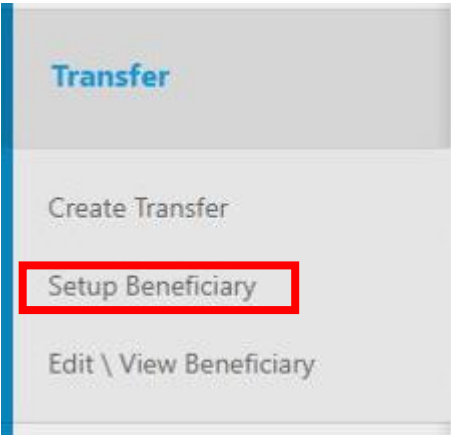 Transfer
Create Transfer
Setup Beneficiary
Edit \ View Beneficiary